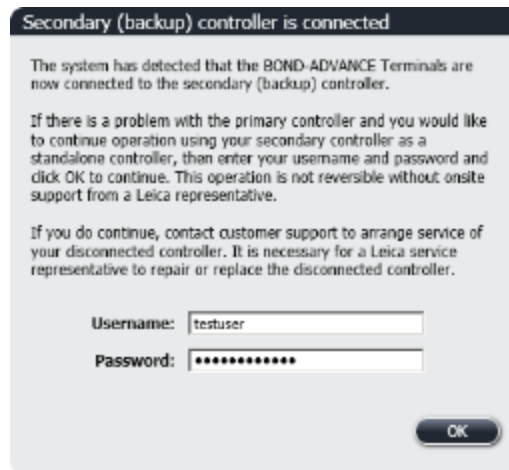 Secondary (backup) controller is connected
The system has detected that the BOND-ADVANCE Terminals are
now connected to the secondary (backup) controller.
If there is a problem with the primary controller and you would like
to continue operation using your secondary controller as a
standalone controller, then enter your username and password and
click OK to continue. This operation is not reversible without onsite
support from a Leica representative.
If you do continue, contact customer support to arrange service of
your disconnected controller. It is necessary for a Leica service
representative to repair or replace the disconnected controller.
Username: testuser
Password: ••••••••••••
OK